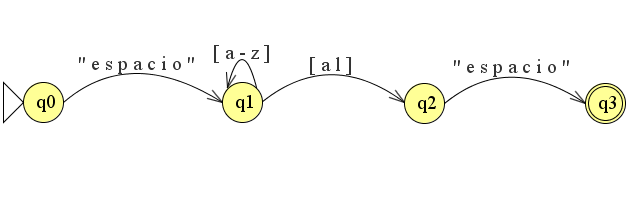 "espacio"
[a-z]
[al]
"espacio"
q0
q1
q2
q3